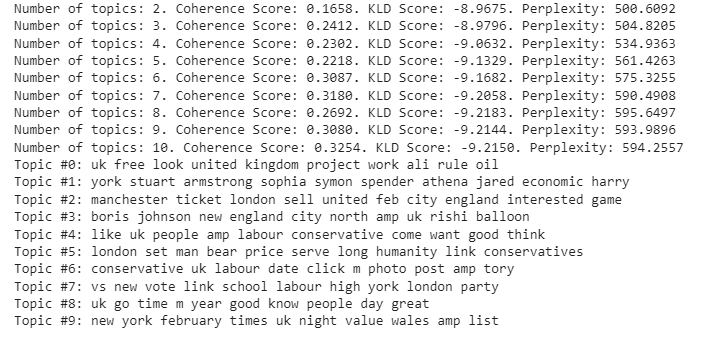 Number of topics: 2. Coherence Score: 0.1658. KLD Score: -8.9675. Perplexity: 500.6092
Number of topics: 3. Coherence Score: 0.2412. KLD Score: -8.9796. Perplexity: 504.8205
Number of topics: 4. Coherence Score: 0.2302. KLD Score: -9.0632. Perplexity: 534.9363
Number of topics: 5. Coherence Score: 0.2218. KLD Score: -9.1329. Perplexity: 561.4263
Number of topics: 6. Coherence Score: 0.3087. KLD Score: -9.1682. Perplexity: 575.3255
Number of topics: 7. Coherence Score: 0.3180. KLD Score: -9.2058. Perplexity: 590.4908
Number of topics: 8. Coherence Score: 0.2692. KLD Score: -9.2183. Perplexity: 595.6497
Number of topics: 9. Coherence Score: 0.3080. KLD Score: -9.2144. Perplexity: 593.9896
Number of topics: 10. Coherence Score: 0.3254. KLD Score: -9.2150. Perplexity: 594.2557
Topic #0: uk free look united kingdom project work ali rule oil
Topic #1: york stuart armstrong sophia symon spender athena jared economic harry
Topic #2: manchester ticket london sell united feb city england interested game
Topic #3: boris johnson new england city north amp uk rishi balloon
Topic #4: like uk people amp labour conservative come want good think
Topic #5: london set man bear price serve long humanity link conservatives
Topic #6: conservative uk labour date click m photo post amp tory
Topic #7: vs new vote link school labour high york london party
Topic #8: uk go time m year good know people day great
Topic #9: new york february times uk night value wales amp list